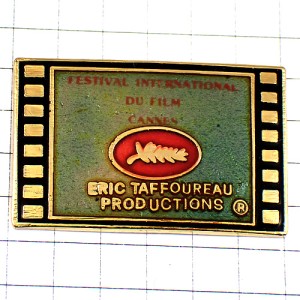 FESTIVAL INTERNATIONAL
DU FILM
CANNES
ERIC TAFFOUREAU
PRODUCTIONS ®